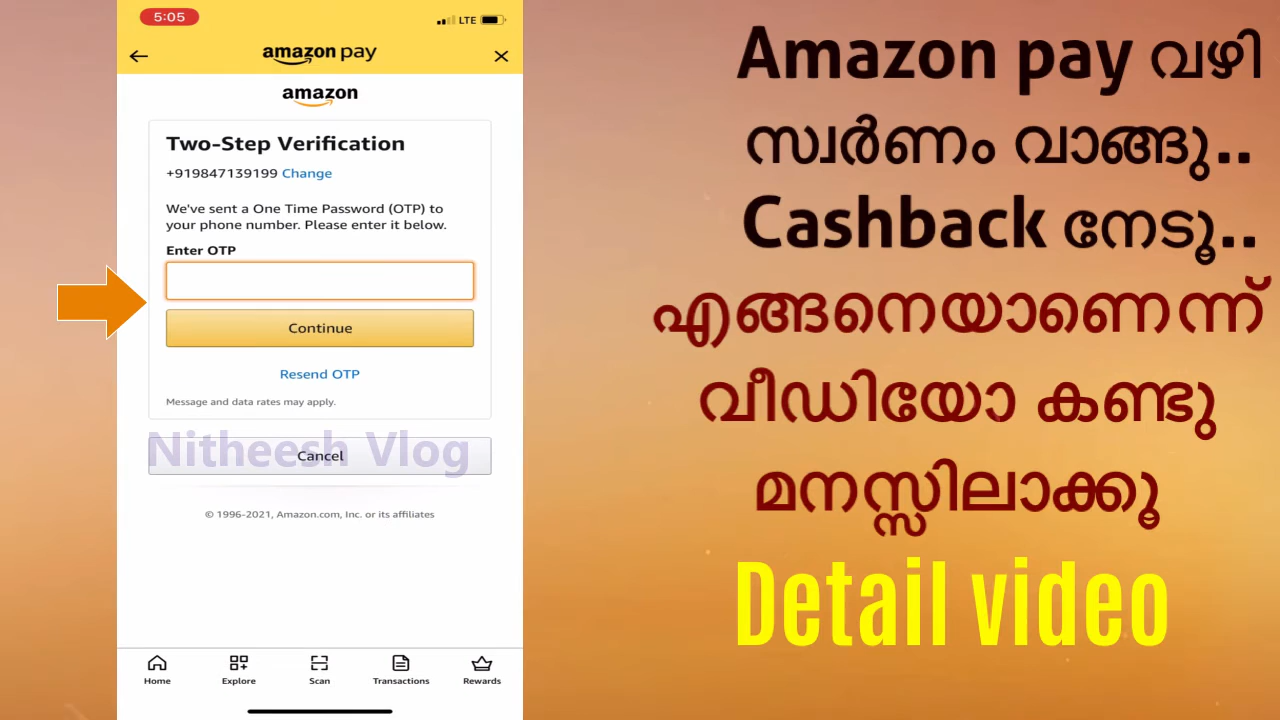 5:05
LTE
amazon pay
amazon
Two-Step Verification
+919847139199 Change
We've sent a One Time Password (OTP) to
your phone number. Please enter it below.
Enter OTP
Continue
Resend OTP
Message and data rates may apply.
Nitheesh Vlog
Cancel
© 1996-2021, Amazon.com, Inc. or its affiliates
Home
Explore
Scan
Transactions
Rewards
Amazon pay വഴി
സ്വർണം വാങ്ങു..
Cashback നേടൂ..
എങ്ങനെയാണെന്ന്
വീഡിയോ കണ്ടു
മനസ്സിലാക്കൂ
Detail video